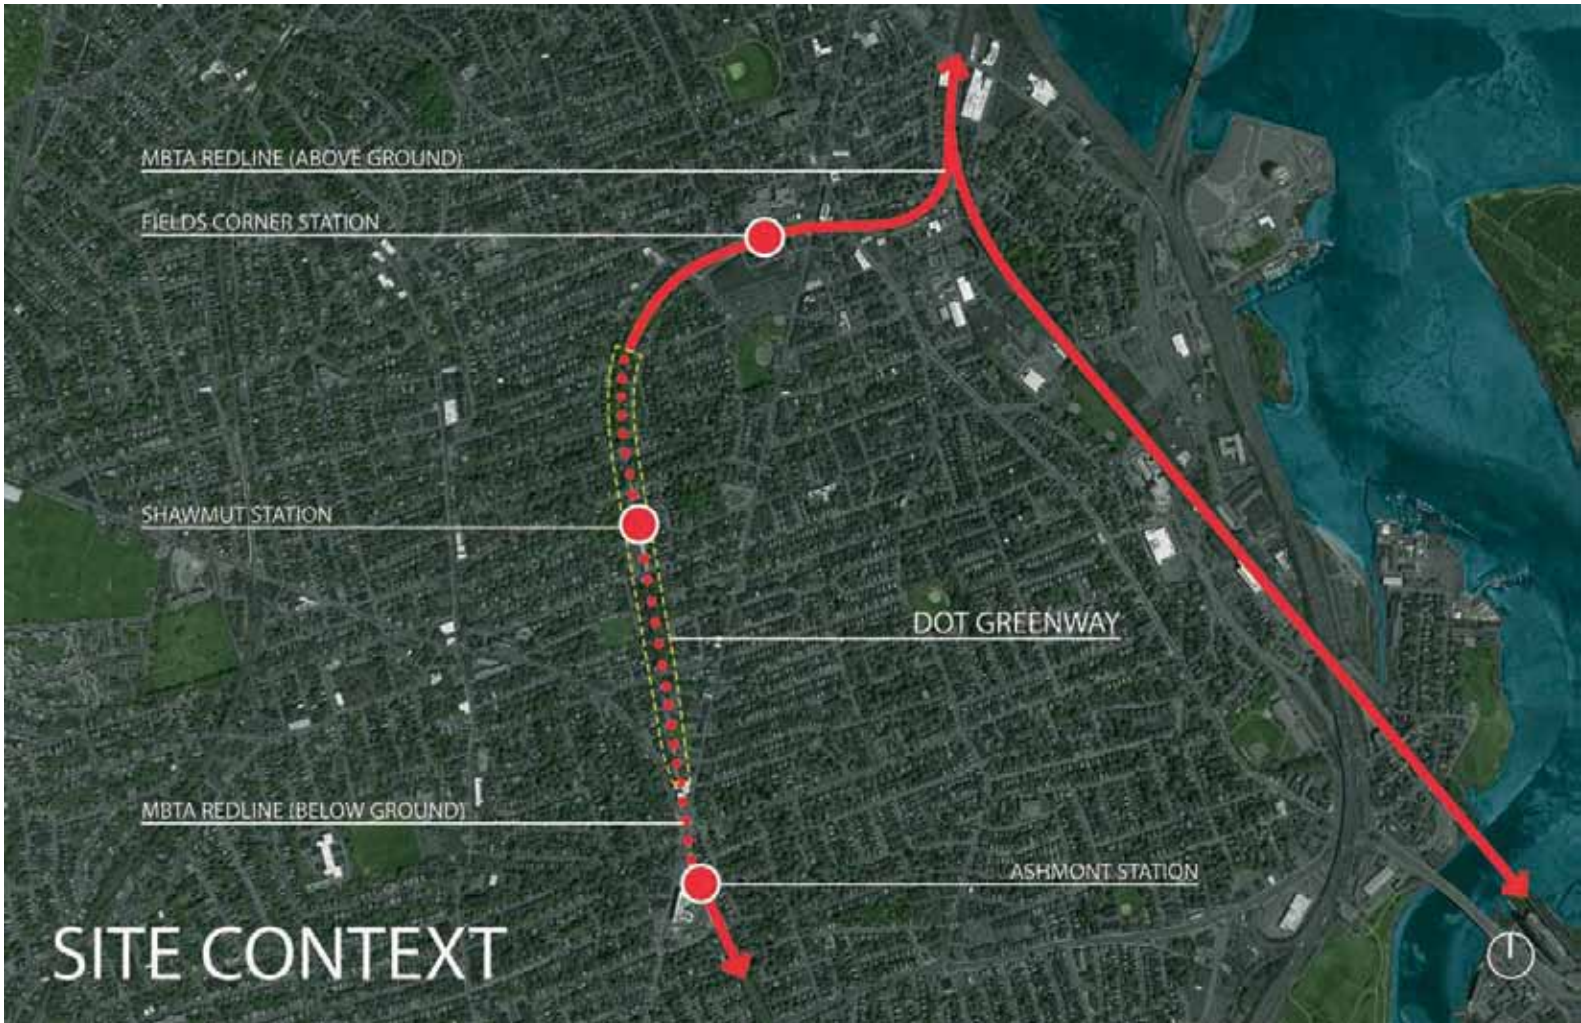 MBTA REDLINE (ABOVE GROUND)
FIELDS CORNER STATION
SHAWMUT STATION
DOT GREENWAY
MBTA REDLINE (BELOW GROUND)
ASHMONT STATION
SITE CONTEXT